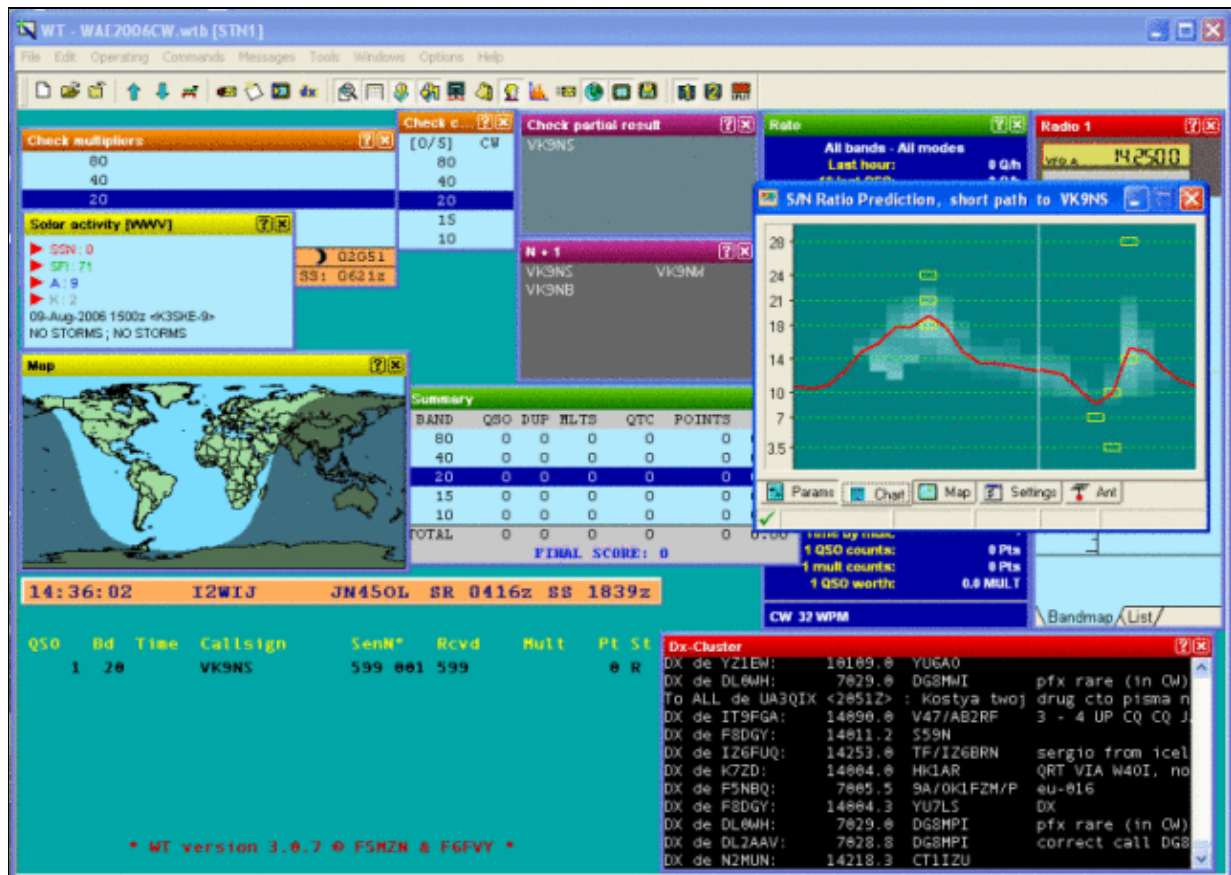 WT - WAE2006CW.wtb [STN1]
File Edit Operating Commands Messages Tools Windows Options Help
Check multipliers
80
40
20
Check c...
[0/S] CW
80
40
20
15
10
Check partial result
VK9NS
Rate
All bands - All modes
Last hour: 0 Q/h
Radio 1
VFO A 14.250.0
Solar activity [WWV]
SSN : 0
SFI : 71
A : 9
K : 2
09-Aug-2006 1500z <K3SKE-9>
NO STORMS ; NO STORMS
02051
SS: 0621z
N + 1
VK9NS VK9NW
VK9NB
S/N Ratio Prediction, short path to VK9NS
28
24
21
18
14
10
7
3.5
Params Chart Map Settings Ant
Map
Summary
BAND QSO DUP MLTS QTC POINTS
80 0 0 0 0 0
40 0 0 0 0 0
20 0 0 0 0 0
15 0 0 0 0 0
10 0 0 0 0 0
TOTAL 0 0 0 0 0 0.00
FINAL SCORE: 0
1 QSO counts: 0 Pts
1 mult counts: 0 Pts
1 QSO worth: 0.0 MULT
CW 32 WPM
Bandmap List
14:36:02 I2WIJ JN45OL SR 0416z SS 1839z
QSO Bd Time Callsign SenN° Rcvd Mult Pt St
1 20 VK9NS 599 001 599 0 R
* WT version 3.0.7 © F5MZN & F6FVY *
Dx-Cluster
DX de YZ1EW: 10109.0 YU6AO
DX de DL0WH: 7029.0 DG8MWI pfx rare (in CW)
To ALL de UA3QIX <2051Z> : Kostya twoj drug cto pisma n
DX de IT9FGA: 14090.0 V47/AB2RF 3 - 4 UP CQ CQ J
DX de F8DGY: 14011.2 S59N
DX de IZ6FUQ: 14253.0 TF/IZ6BRN sergio from icel
DX de K7ZD: 14004.0 HK1AR QRT VIA W4OI, no
DX de F5NBQ: 7005.5 9A/OK1FZM/P eu-016
DX de F8DGY: 14004.3 YU7LS DX
DX de DL0WH: 7029.0 DG8MPI pfx rare (in CW)
DX de DL2AAV: 7028.8 DG8MPI correct call DG8
DX de N2MUN: 14218.3 CT1IZU